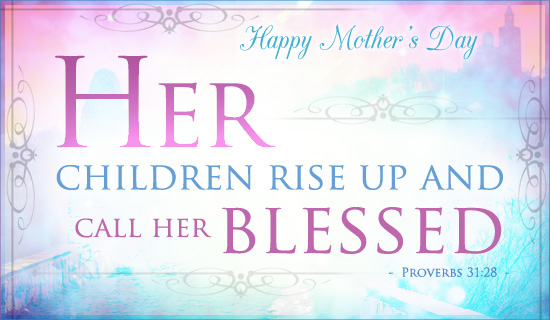 Happy Mother's Day
HER
CHILDREN RISE UP AND
CALL HER BLESSED
- PROVERBS 31:28 -